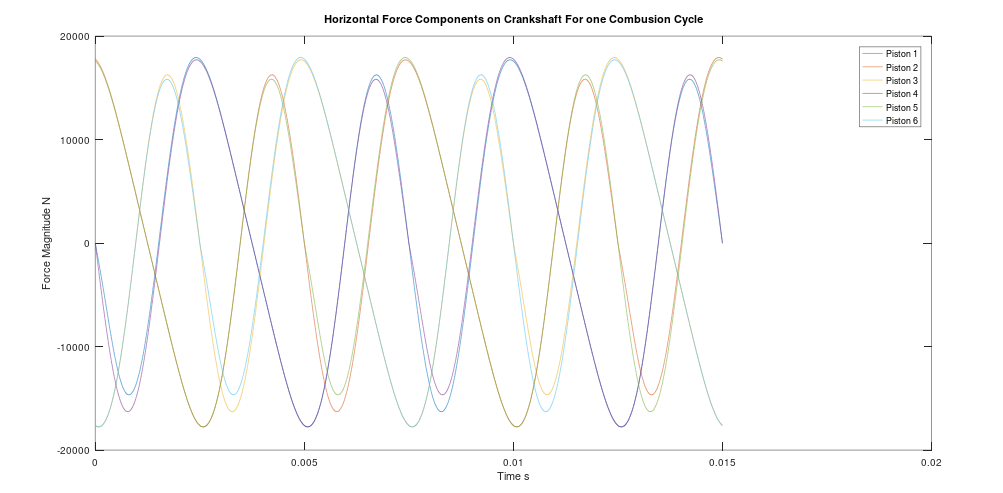 Horizontal Force Components on Crankshaft For one Combusion Cycle
20000
10000
0
-10000
-20000
Force Magnitude N
0
0.005
0.01
0.015
0.02
Time s
Piston 1
Piston 2
Piston 3
Piston 4
Piston 5
Piston 6